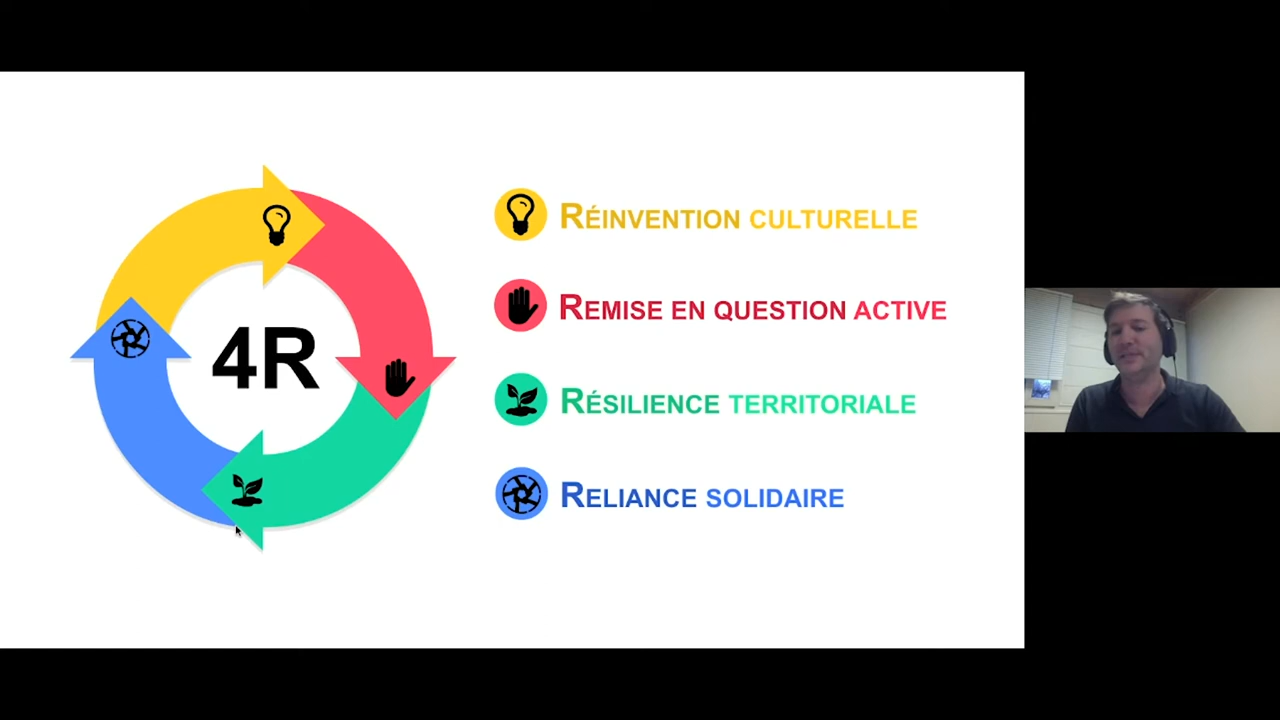 4R
RÉINVENTION CULTURELLE
REMISE EN QUESTION ACTIVE
RÉSILIENCE TERRITORIALE
RELIANCE SOLIDAIRE